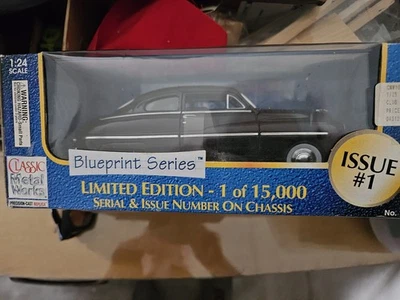 1:24
SCALE
WARNING:
CLASSIC
Metal
Works
Blueprint Series™
LIMITED EDITION - 1 of 15,000
SERIAL & ISSUE NUMBER ON CHASSIS
ISSUE
#1
No.